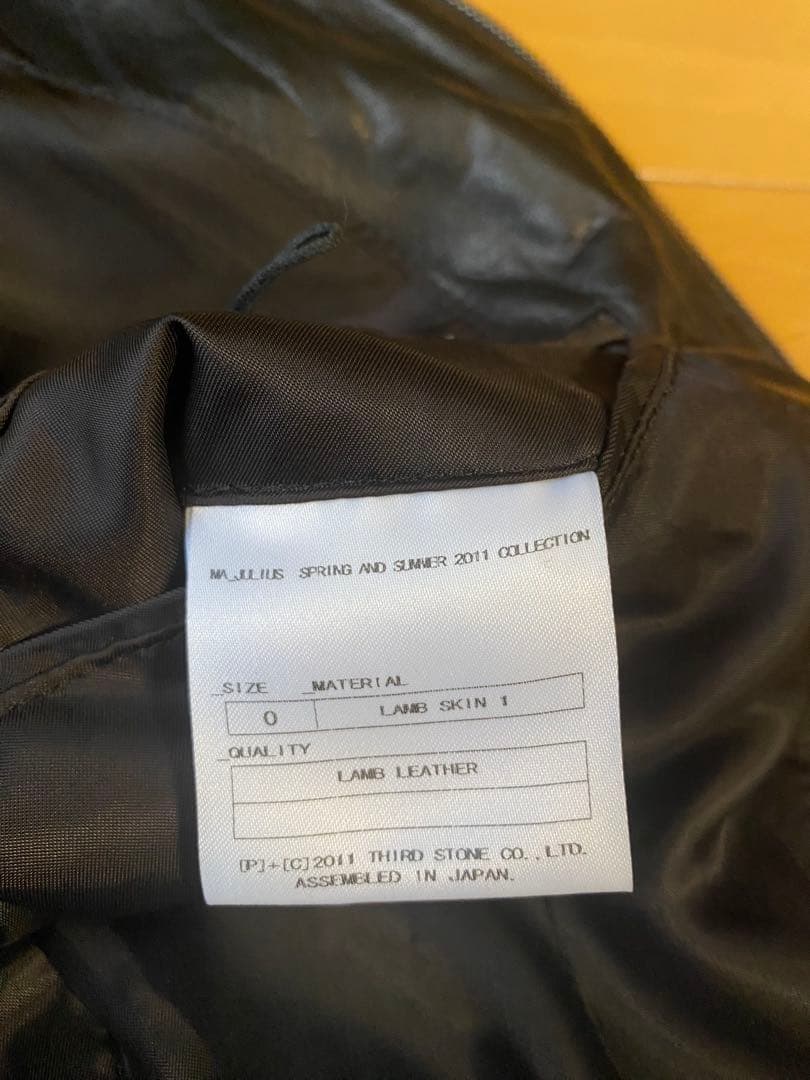 MA_JULIUS SPRING AND SUMMER 2011 COLLECTION
_SIZE _MATERIAL
0 LAMB SKIN 1
_QUALITY
LAMB LEATHER
[P]+[C]2011 THIRD STONE CO.,LTD.
ASSEMBLED IN JAPAN.